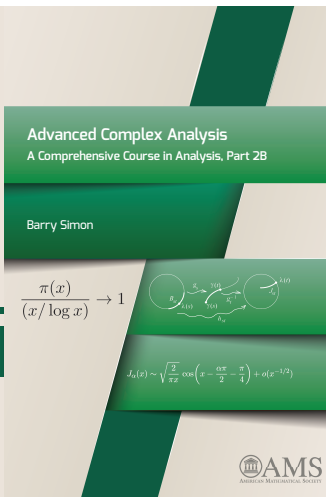 Advanced Complex Analysis
A Comprehensive Course in Analysis, Part 2B
Barry Simon
π(x)
(x/ log x) → 1
J_α(x) ∼ √(2/πx) cos(x − απ/2 − π/4) + o(x^{−1/2})
AMS
AMERICAN MATHEMATICAL SOCIETY